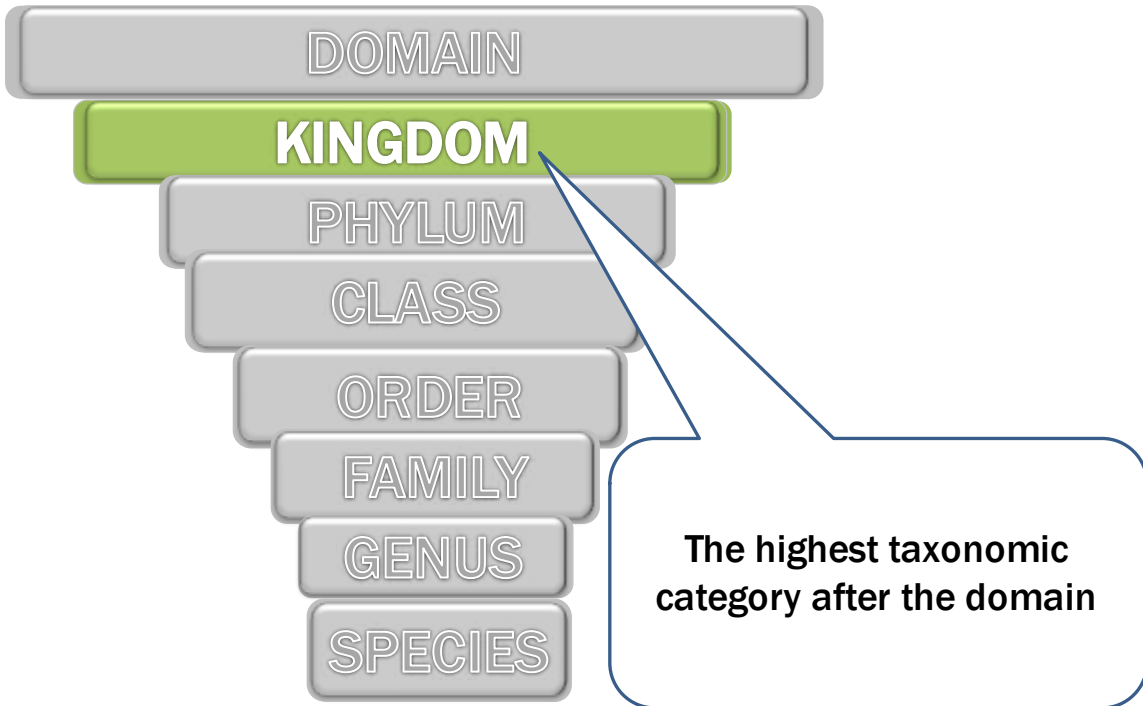 DOMAIN
KINGDOM
PHYLUM
CLASS
ORDER
FAMILY
GENUS
SPECIES
The highest taxonomic
category after the domain